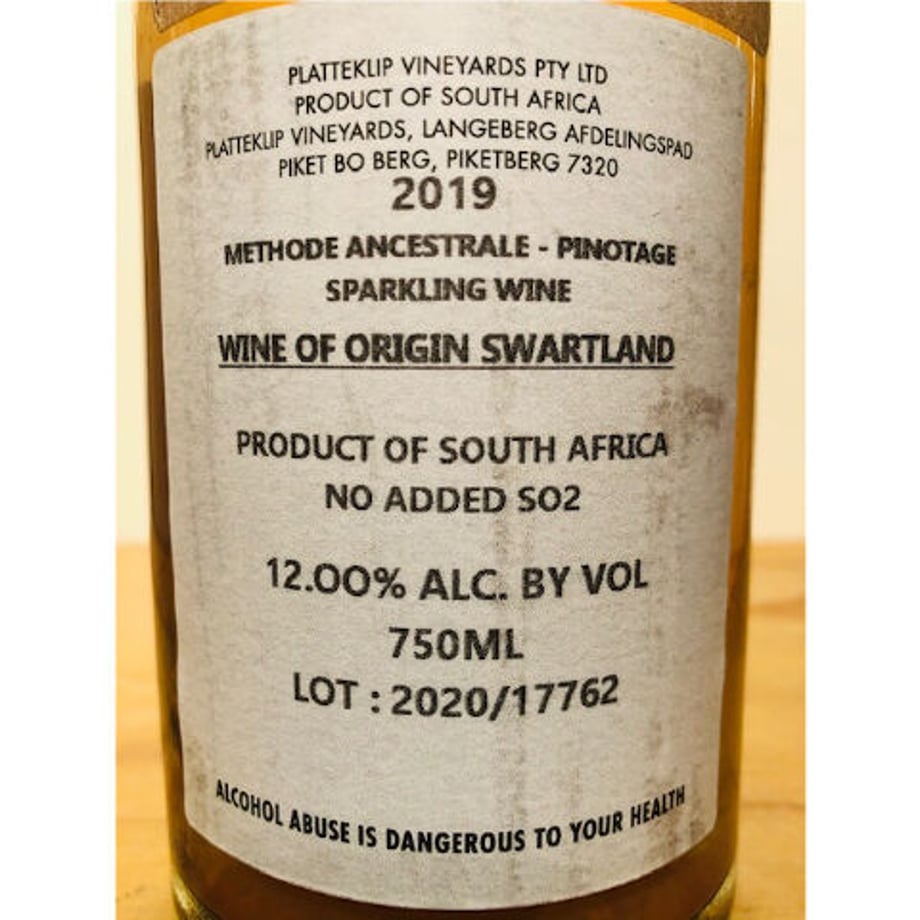 PLATTEKLIP VINEYARDS PTY LTD
PRODUCT OF SOUTH AFRICA
PLATTEKLIP VINEYARDS, LANGEBERG AFDELINGSPAD
PIKET BO BERG, PIKETBERG 7320
2019
METHODE ANCESTRALE - PINOTAGE
SPARKLING WINE
WINE OF ORIGIN SWARTLAND
PRODUCT OF SOUTH AFRICA
NO ADDED SO2
12.00% ALC. BY VOL
750ML
LOT : 2020/17762
ALCOHOL ABUSE IS DANGEROUS TO YOUR HEALTH